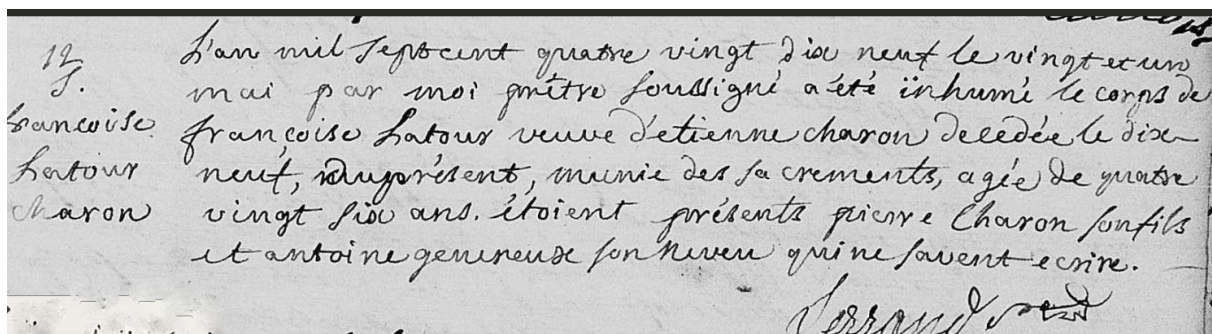 12
S.
françoise
Latour
charon
L'an mil sept cent quatre vingt dix neuf le vingt et un
mai par moi prêtre soussigné a été ïnhumé le corps de
françoise Latour veuve d'etienne charon decedée le dix
neuf, du présent, munie des sacrements, agée de quatre
vingt six ans. étoient présents pierre Charon son fils
et antoine genereux son neveu qui ne savent ecrire.